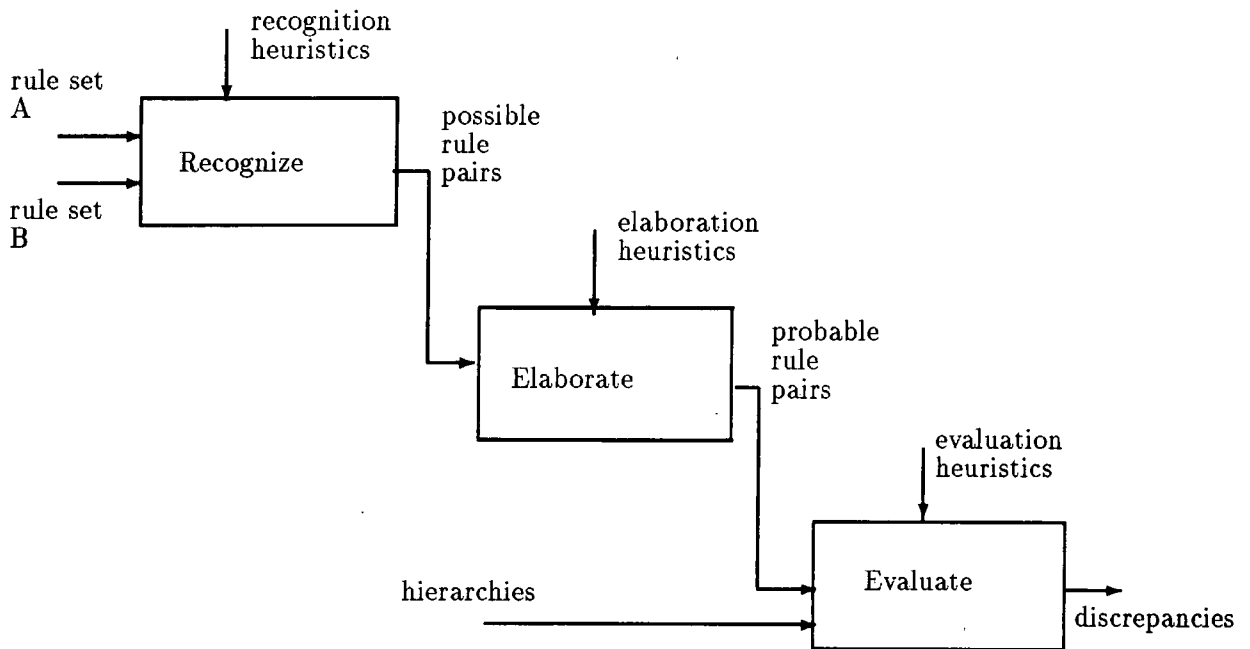 recognition
heuristics
rule set
A
Recognize
rule set
B
possible
rule
pairs
elaboration
heuristics
Elaborate
probable
rule
pairs
evaluation
heuristics
hierarchies
Evaluate
discrepancies